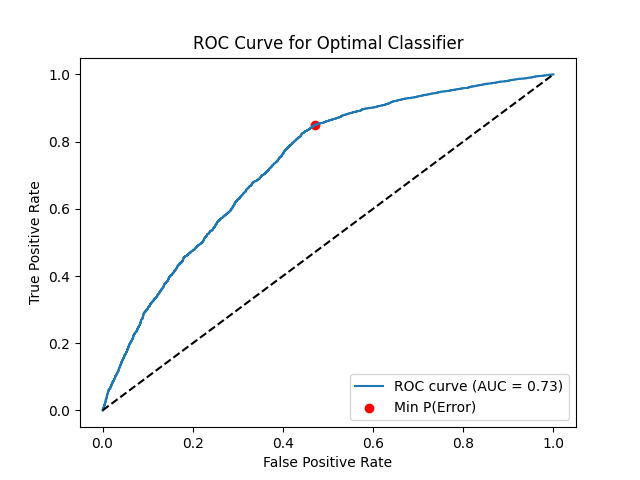 ROC Curve for Optimal Classifier
True Positive Rate
1.0
0.8
0.6
0.4
0.2
0.0
0.0 0.2 0.4 0.6 0.8 1.0
False Positive Rate
ROC curve (AUC = 0.73)
Min P(Error)